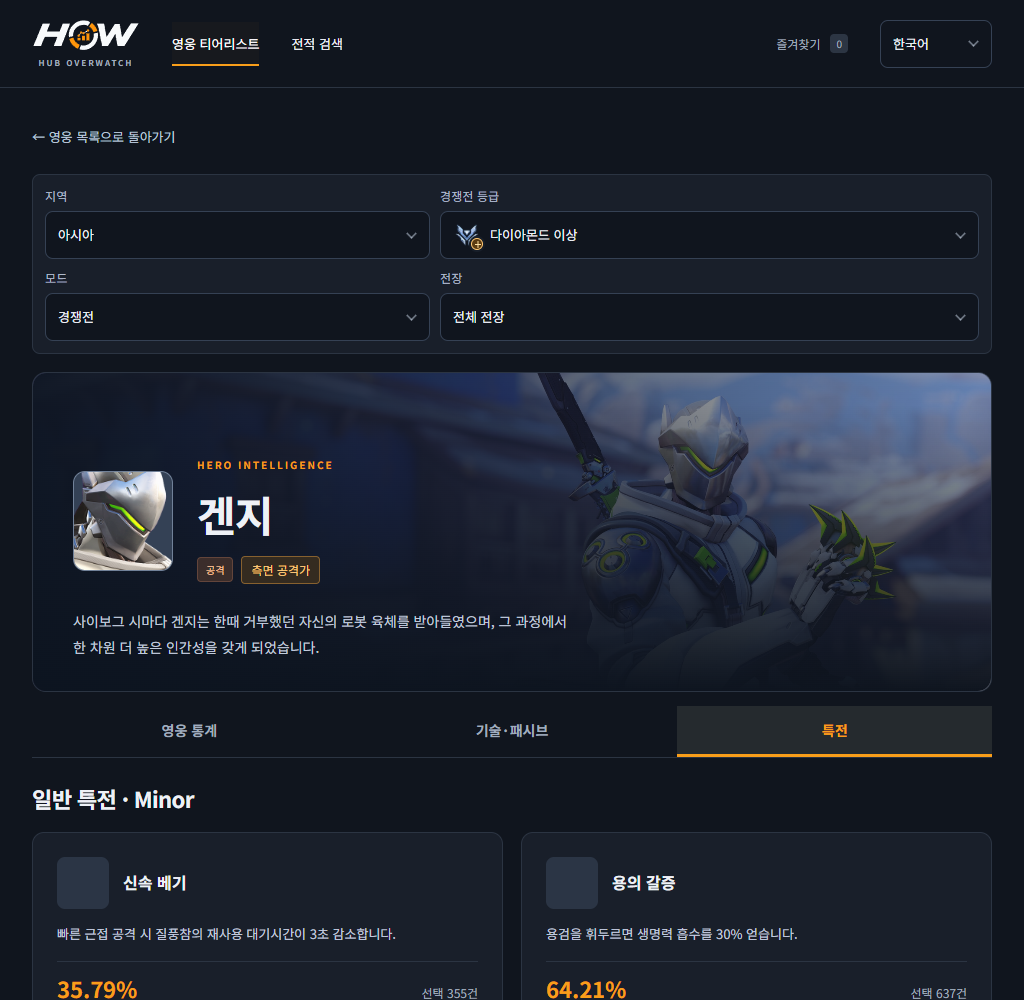 HOW
HUB OVERWATCH
영웅 티어리스트
전적 검색
즐겨찾기 0
한국어
← 영웅 목록으로 돌아가기
지역
아시아
경쟁전 등급
다이아몬드 이상
모드
경쟁전
전장
전체 전장
HERO INTELLIGENCE
겐지
공격
측면 공격가
사이보그 시마다 겐지는 한때 거부했던 자신의 로봇 육체를 받아들였으며, 그 과정에서
한 차원 더 높은 인간성을 갖게 되었습니다.
영웅 통계
기술·패시브
특전
일반 특전 · Minor
신속 베기
빠른 근접 공격 시 질풍참의 재사용 대기시간이 3초 감소합니다.
35.79%
선택 355건
용의 갈증
용검을 휘두르면 생명력 흡수를 30% 얻습니다.
64.21%
선택 637건